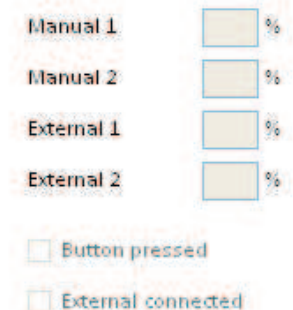 Manual 1 %
Manual 2 %
External 1 %
External 2 %
Button pressed
External connected